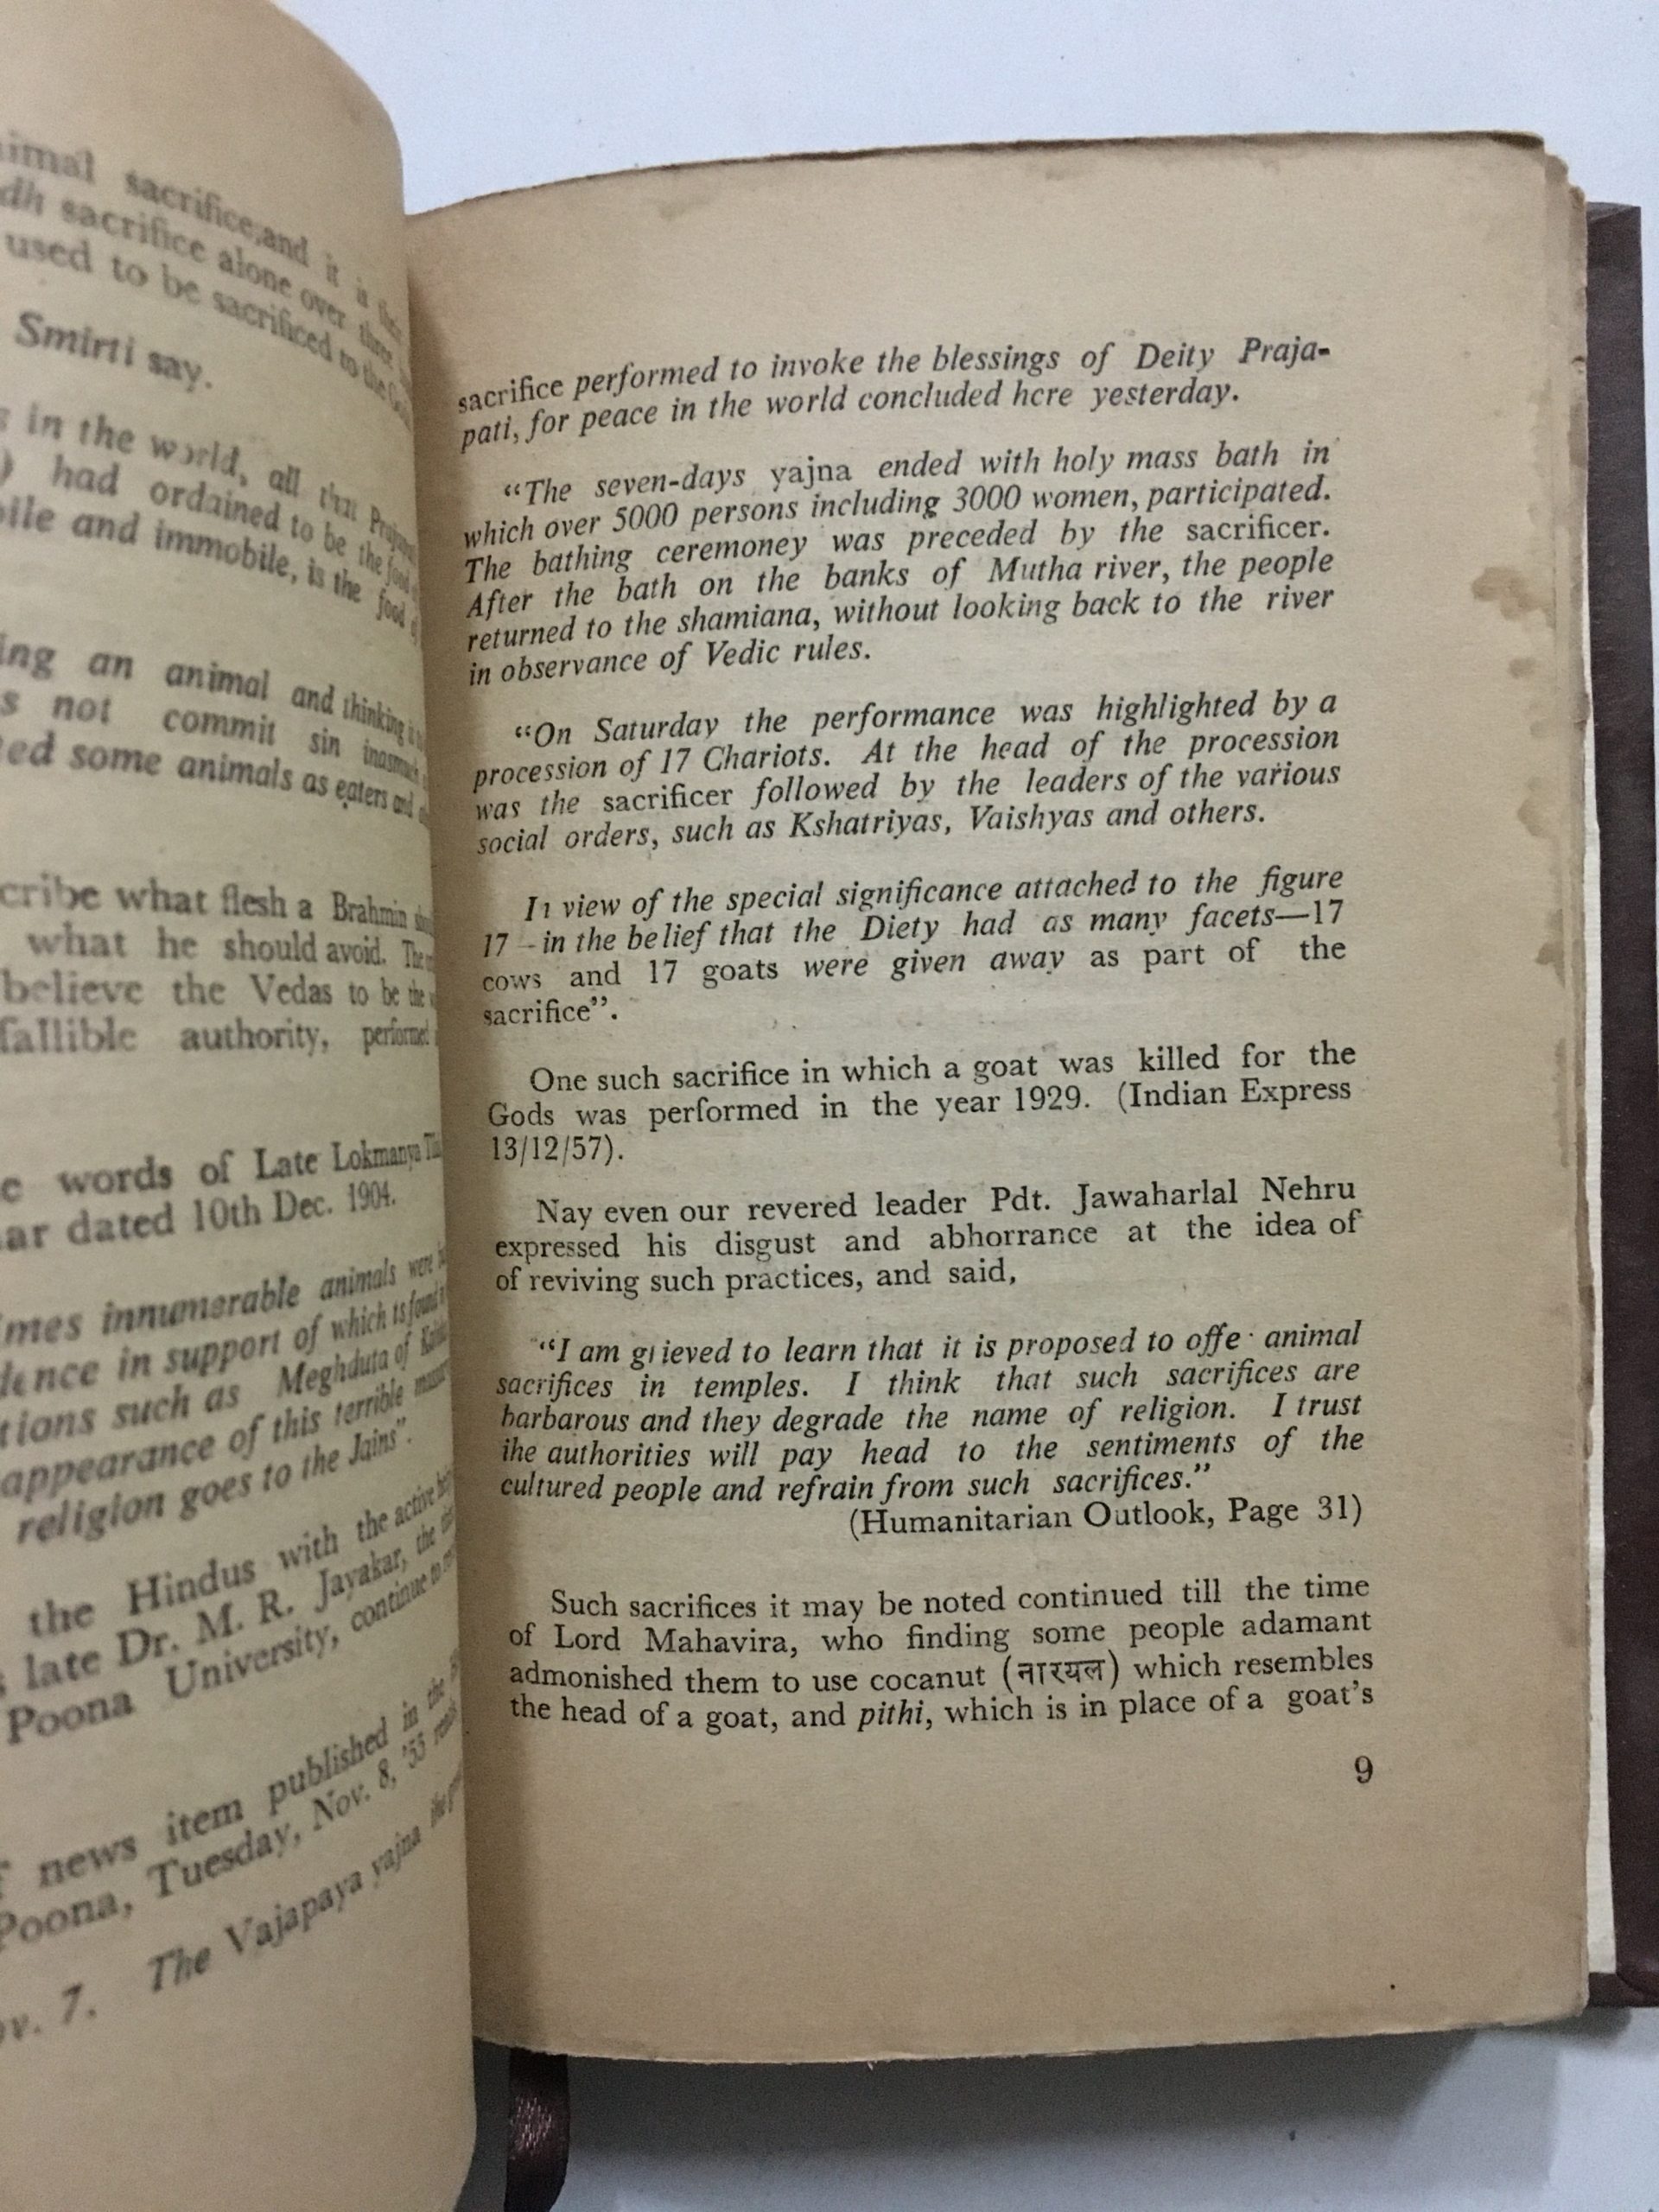 imal sacrifice, and it is
dh sacrifice alone over three
used to be sacrificed to the
Smirti say.
s in the world, all that
) had ordained to be the food
ile and immobile, is the food
ing an animal and thinking
s not commit sin inasmuch
ted some animals as eaters and
cribe what flesh a Brahmin
what he should avoid.
believe the Vedas to be the
fallible authority, performed
words of Late Lokmanya
ar dated 10th Dec. 1904.
imes innumerable animals were
dence in support of which is found
tions such as Meghduta of
appearance of this terrible
religion goes to the Jains".
the Hindus with the active
late Dr. M. R. Jayakar, the
Poona University, continue to
news item published in the
Poona, Tuesday, Nov. 8, '55
ov. 7. The Vajapaya yajna
sacrifice performed to invoke the blessings of Deity Praja-
pati, for peace in the world concluded hcre yesterday.
"The seven-days yajna ended with holy mass bath in
which over 5000 persons including 3000 women, participated.
The bathing ceremoney was preceded by the sacrificer.
After the bath on the banks of Mutha river, the people
returned to the shamiana, without looking back to the river
in observance of Vedic rules.
"On Saturday the performance was highlighted by a
procession of 17 Chariots. At the head of the procession
was the sacrificer followed by the leaders of the various
social orders, such as Kshatriyas, Vaishyas and others.
In view of the special significance attached to the figure
17 - in the belief that the Diety had as many facets—17
cows and 17 goats were given away as part of the
sacrifice".
One such sacrifice in which a goat was killed for the
Gods was performed in the year 1929. (Indian Express
13/12/57).
Nay even our revered leader Pdt. Jawaharlal Nehru
expressed his disgust and abhorrance at the idea of
of reviving such practices, and said,
"I am grieved to learn that it is proposed to offe animal
sacrifices in temples. I think that such sacrifices are
barbarous and they degrade the name of religion. I trust
ihe authorities will pay head to the sentiments of the
cultured people and refrain from such sacrifices."
(Humanitarian Outlook, Page 31)
Such sacrifices it may be noted continued till the time
of Lord Mahavira, who finding some people adamant
admonished them to use cocanut (नारयल) which resembles
the head of a goat, and pithi, which is in place of a goat's
9